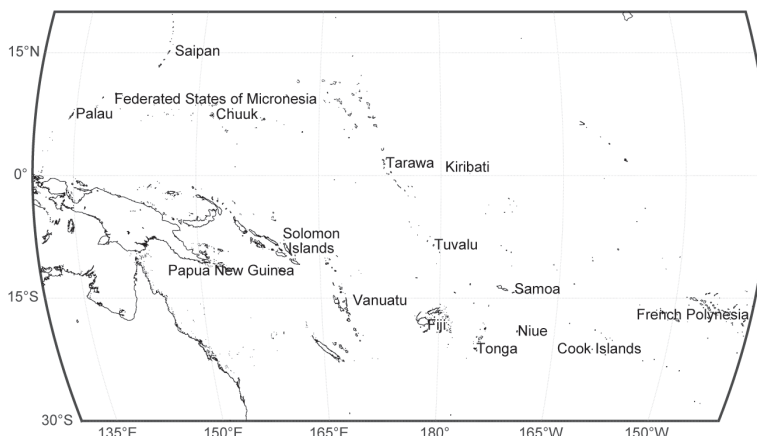 15°N
Saipan
Federated States of Micronesia
Palau
Chuuk
Tarawa
Kiribati
0°
Solomon
Islands
Tuvalu
Papua New Guinea
Samoa
15°S
Vanuatu
French Polynesia
Fiji
Niue
Tonga
Cook Islands
30°S
135°E
150°E
165°E
180°
165°W
150°W